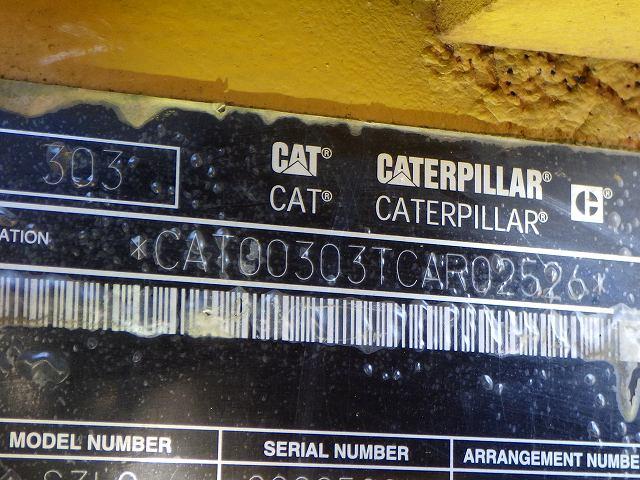 303
CAT® CATERPILLAR®
CAT® CATERPILLAR®
ATION *CAT00303TCAR02526*
MODEL NUMBER SERIAL NUMBER ARRANGEMENT NUMBE